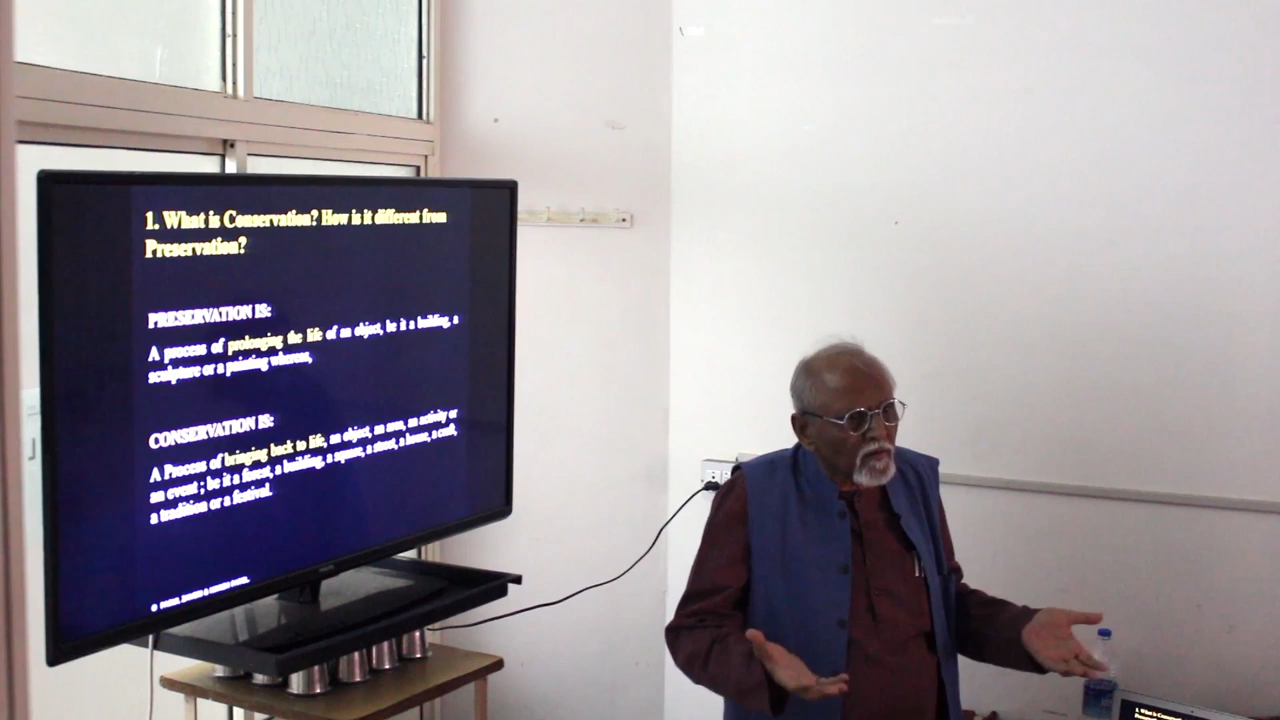 1. What is Conservation? How is it different from
Preservation?
PRESERVATION IS:
A process of prolonging the life of an object, be it a building, a
sculpture or a painting whereas,
CONSERVATION IS:
A Process of bringing back to life, an object, an area, an activity or
an event ; be it a forest, a building, a square, a street, a house, a craft,
a tradition or a festival.